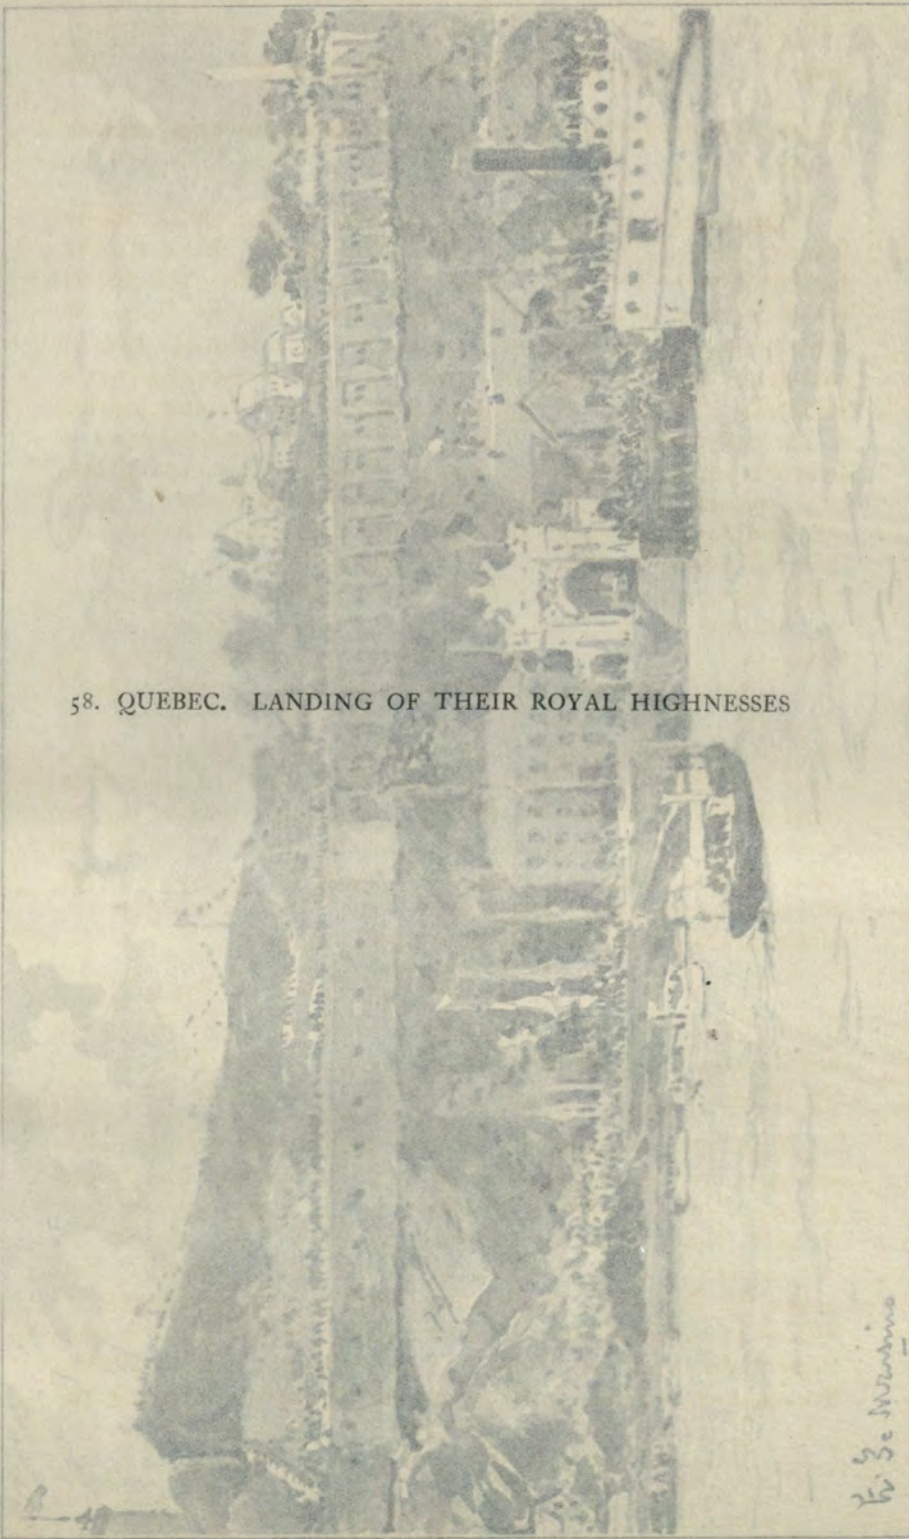 58. QUEBEC. LANDING OF THEIR ROYAL HIGHNESSES